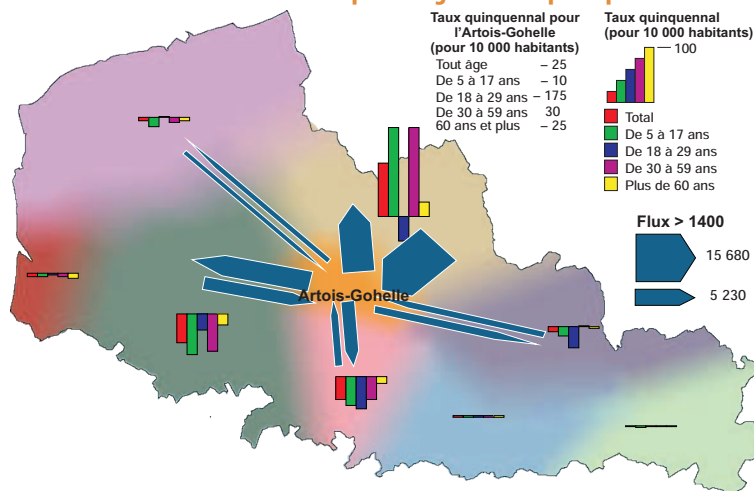 Taux quinquennal pour
l'Artois-Gohelle
(pour 10 000 habitants)
Tout âge – 25
De 5 à 17 ans – 10
De 18 à 29 ans – 175
De 30 à 59 ans 30
60 ans et plus – 25
Taux quinquennal
(pour 10 000 habitants)
100
Total
De 5 à 17 ans
De 18 à 29 ans
De 30 à 59 ans
Plus de 60 ans
Flux > 1400
15 680
5 230
Artois-Gohelle